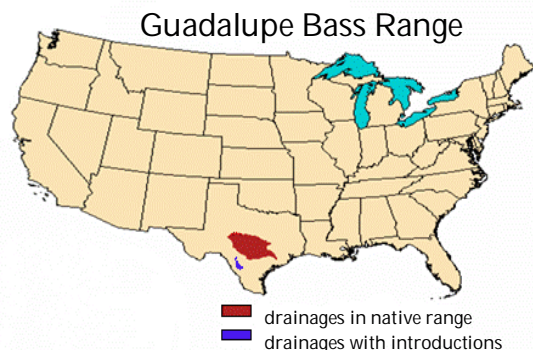 Guadalupe Bass Range
drainages in native range
drainages with introductions